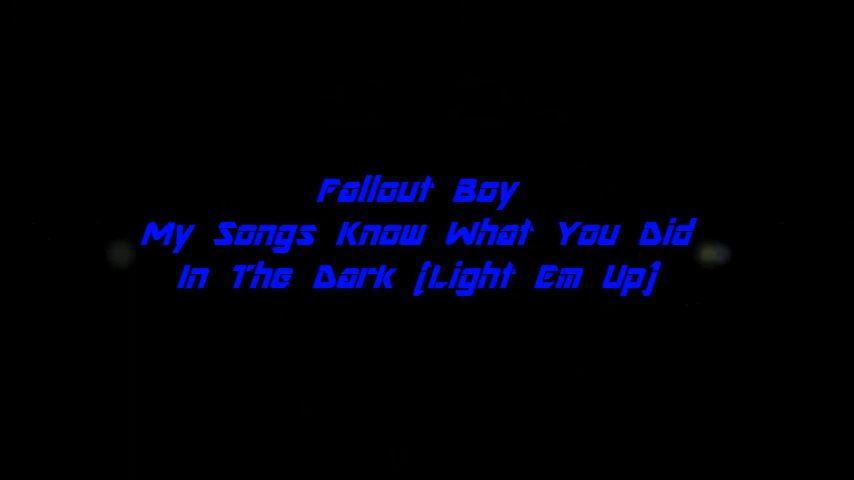 Fallout Boy
My Songs Know What You Did
In The Dark (Light Em Up)